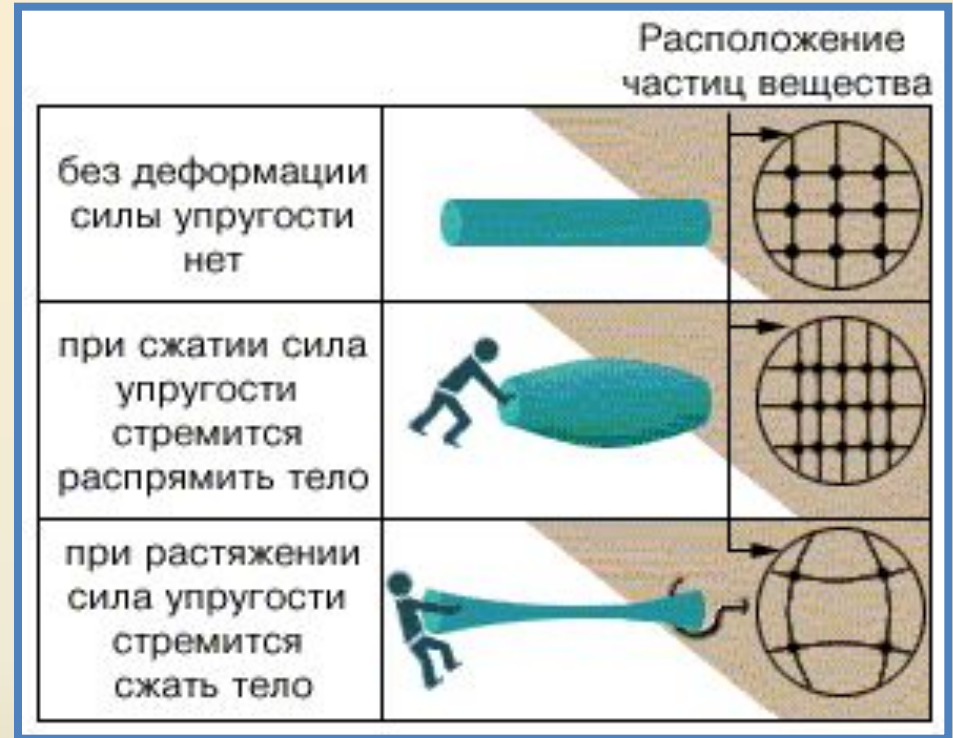 Расположение
частиц вещества
без деформации
силы упругости
нет
при сжатии сила
упругости
стремится
распрямить тело
при растяжении
сила упругости
стремится
сжать тело